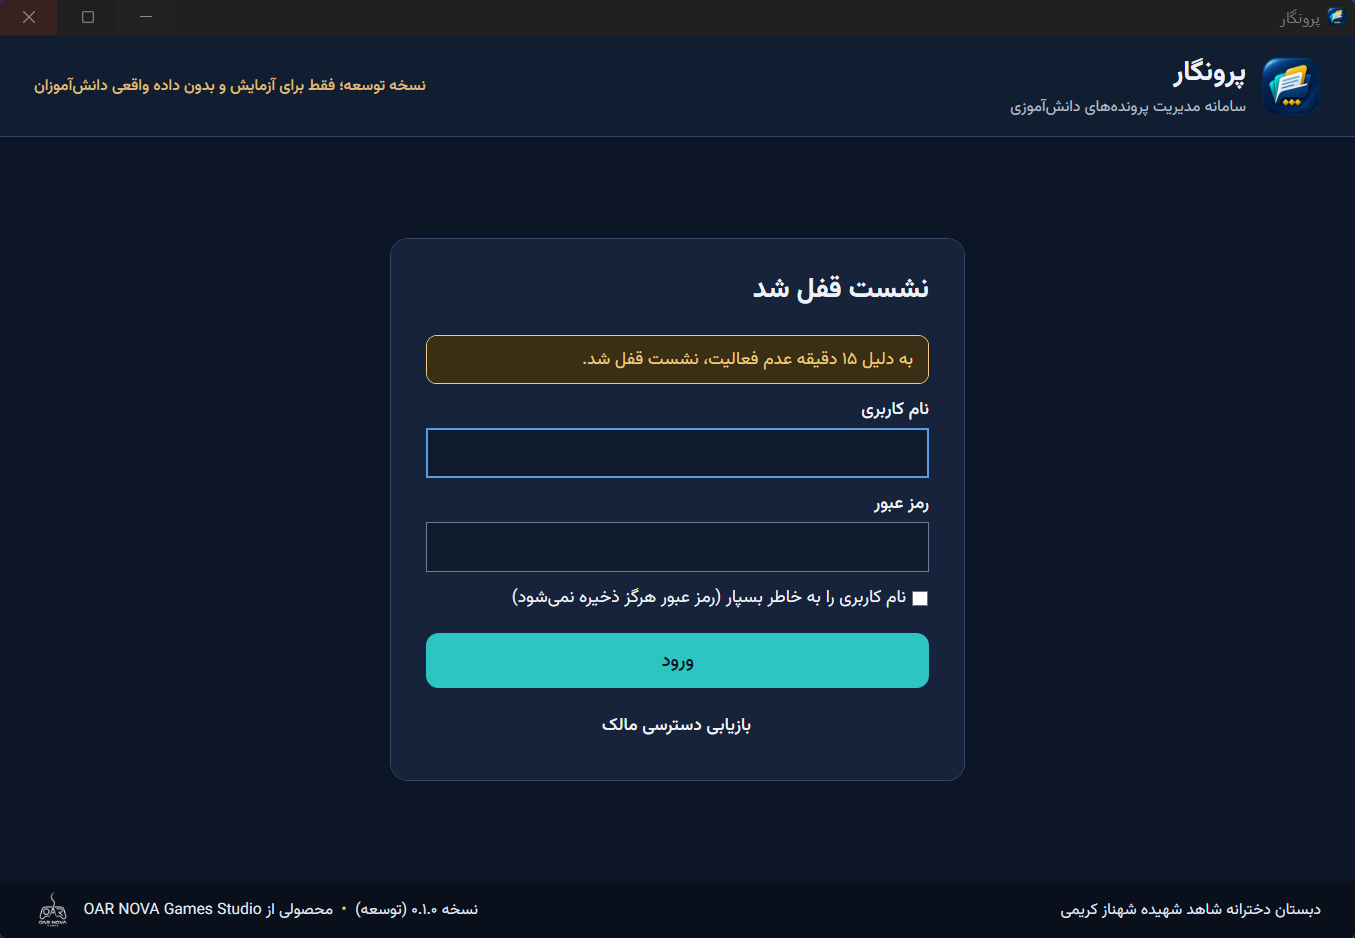 پرونگار
پرونگار
سامانه مدیریت پرونده‌های دانش‌آموزی
نسخه توسعه؛ فقط برای آزمایش و بدون داده واقعی دانش‌آموزان
نشست قفل شد
به دلیل ۱۵ دقیقه عدم فعالیت، نشست قفل شد.
نام کاربری
رمز عبور
نام کاربری را به خاطر بسپار (رمز عبور هرگز ذخیره نمی‌شود)
ورود
بازیابی دسترسی مالک
دبستان دخترانه شاهد شهیده شهناز کریمی
نسخه ۰.۱.۰ (توسعه) • محصولی از OAR NOVA Games Studio
OAR NOVA
GAMES